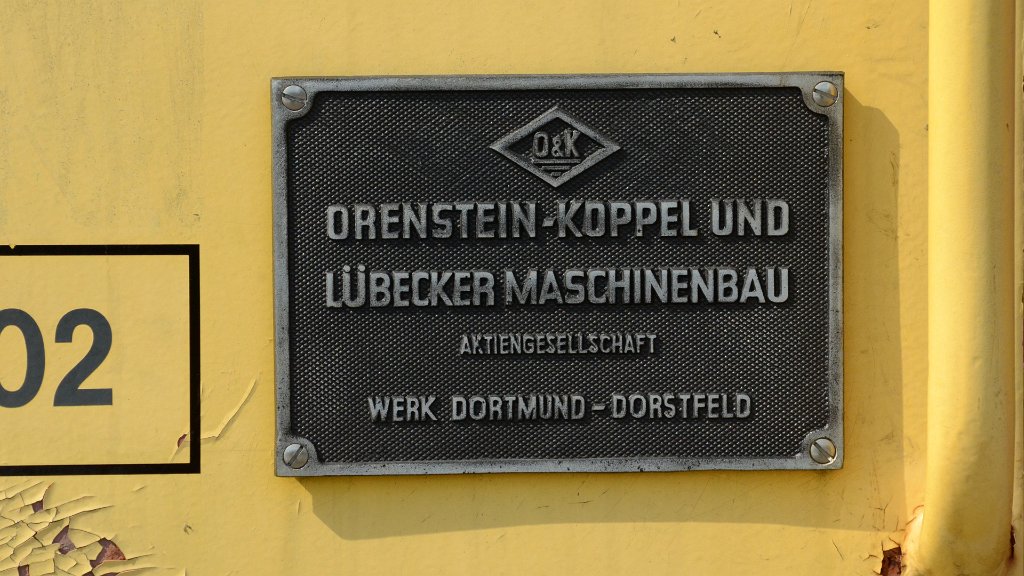 O&K
ORENSTEIN-KOPPEL UND
LÜBECKER MASCHINENBAU
AKTIENGESELLSCHAFT
WERK DORTMUND-DORSTFELD
02